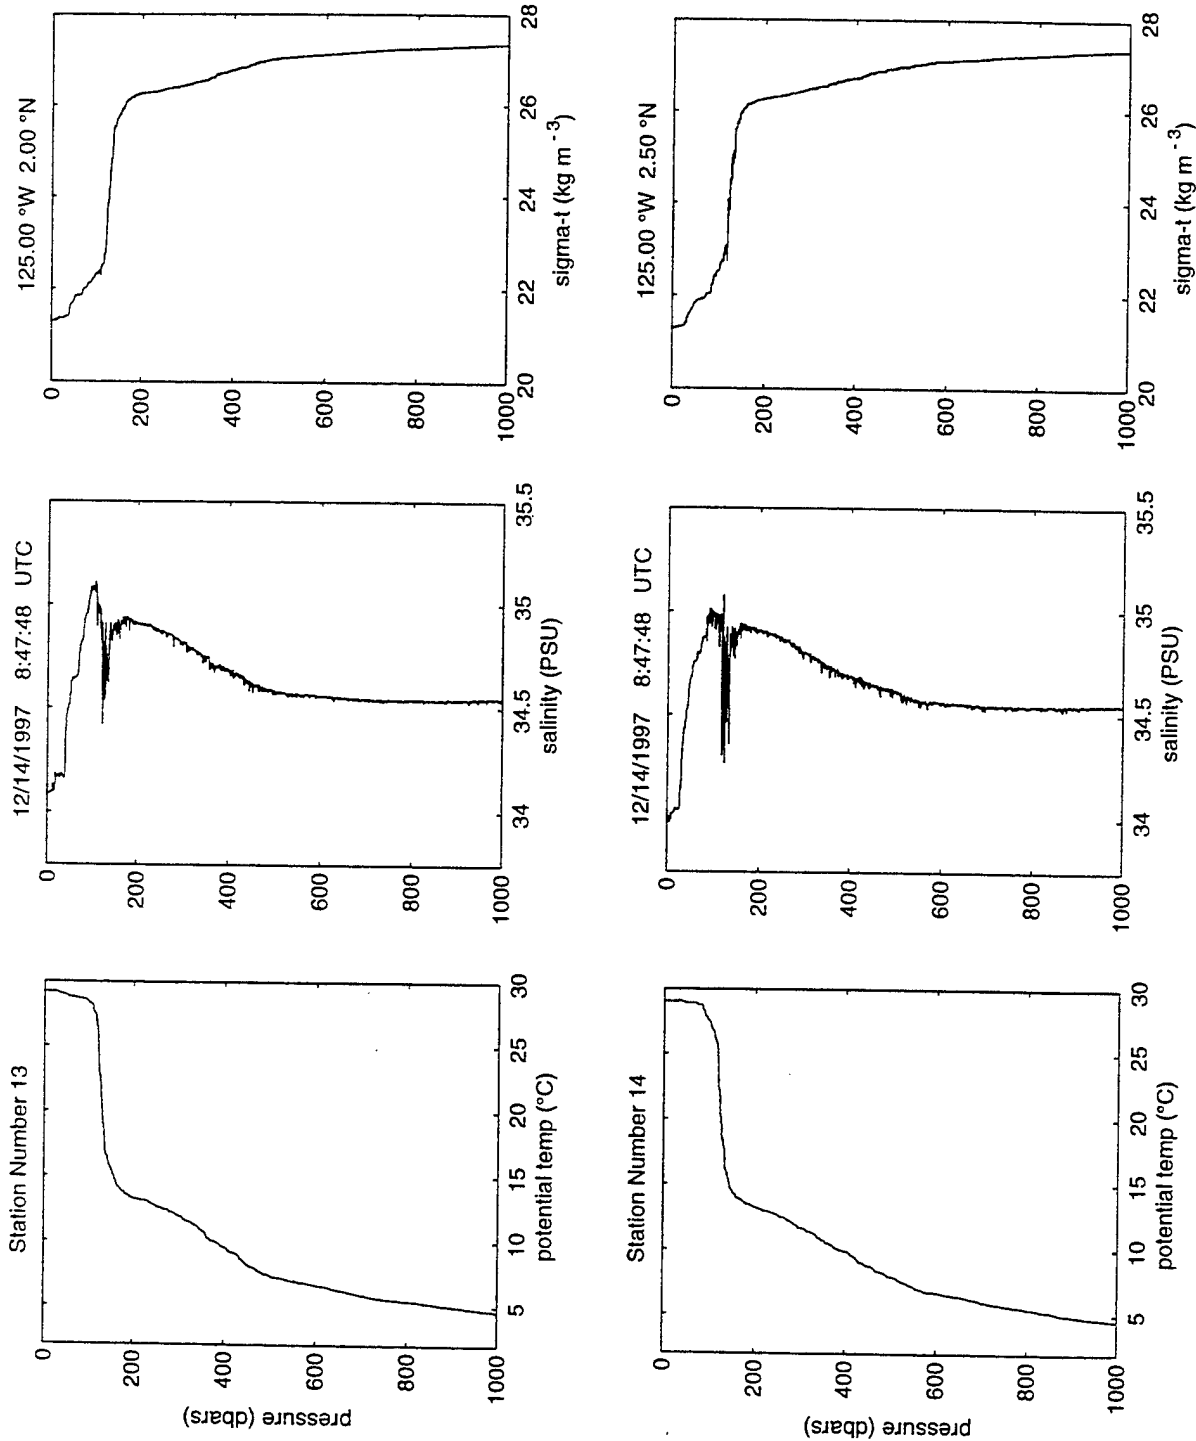 Station Number 13 12/14/1997 8:47:48 UTC 125.00 °W 2.00 °N
pressure (dbars)
0
200
400
600
800
1000
5 10 15 20 25 30
potential temp (°C)
0
200
400
600
800
1000
34 34.5 35 35.5
salinity (PSU)
0
200
400
600
800
1000
20 22 24 26 28
sigma-t (kg m -3)
Station Number 14 12/14/1997 8:47:48 UTC 125.00 °W 2.50 °N
pressure (dbars)
0
200
400
600
800
1000
5 10 15 20 25 30
potential temp (°C)
0
200
400
600
800
1000
34 34.5 35 35.5
salinity (PSU)
0
200
400
600
800
1000
20 22 24 26 28
sigma-t (kg m -3)